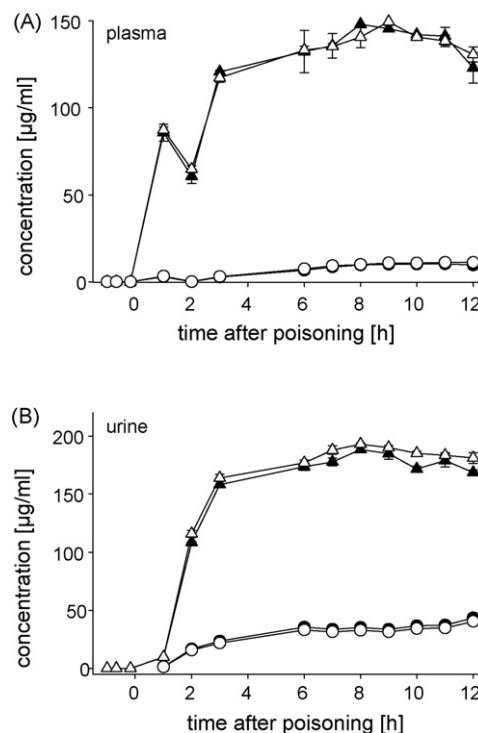 (A)
plasma
150
100
50
0
concentration [µg/ml]
0 2 4 6 8 10 12
time after poisoning [h]
(B)
urine
200
150
100
50
0
concentration [µg/ml]
0 2 4 6 8 10 12
time after poisoning [h]